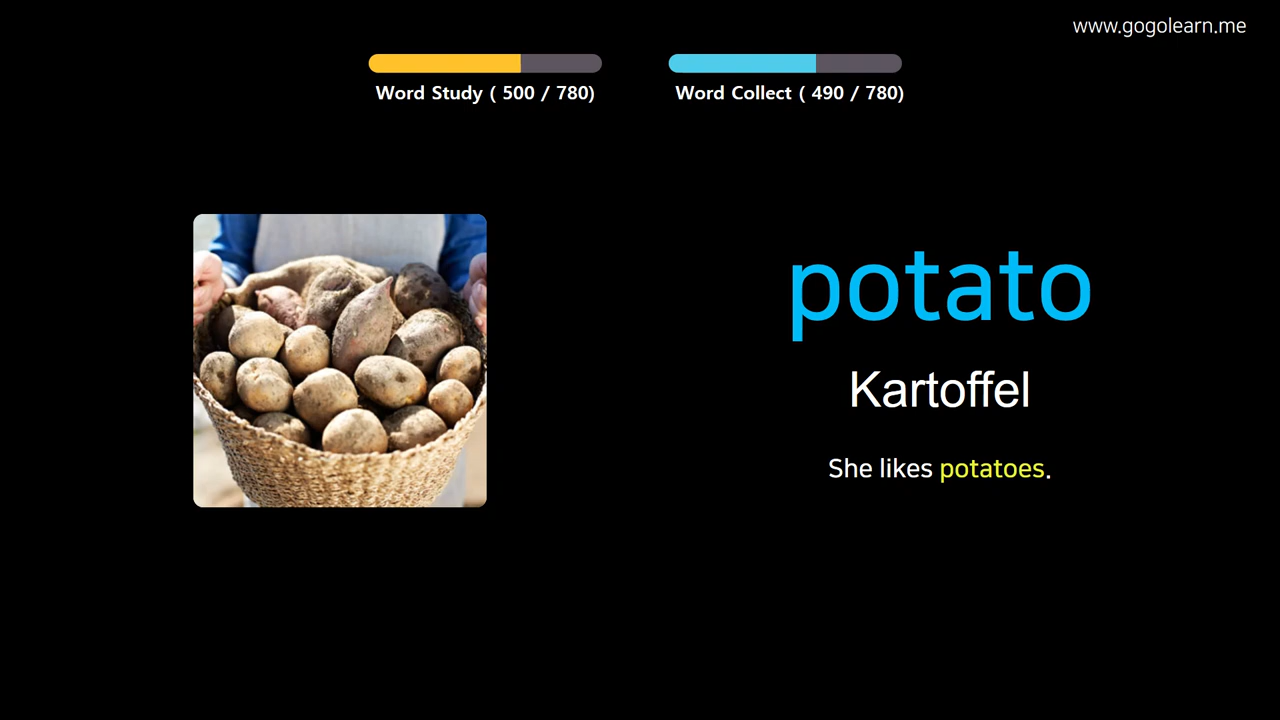 www.gogolearn.me
Word Study ( 500 / 780)
Word Collect ( 490 / 780)
potato
Kartoffel
She likes potatoes.